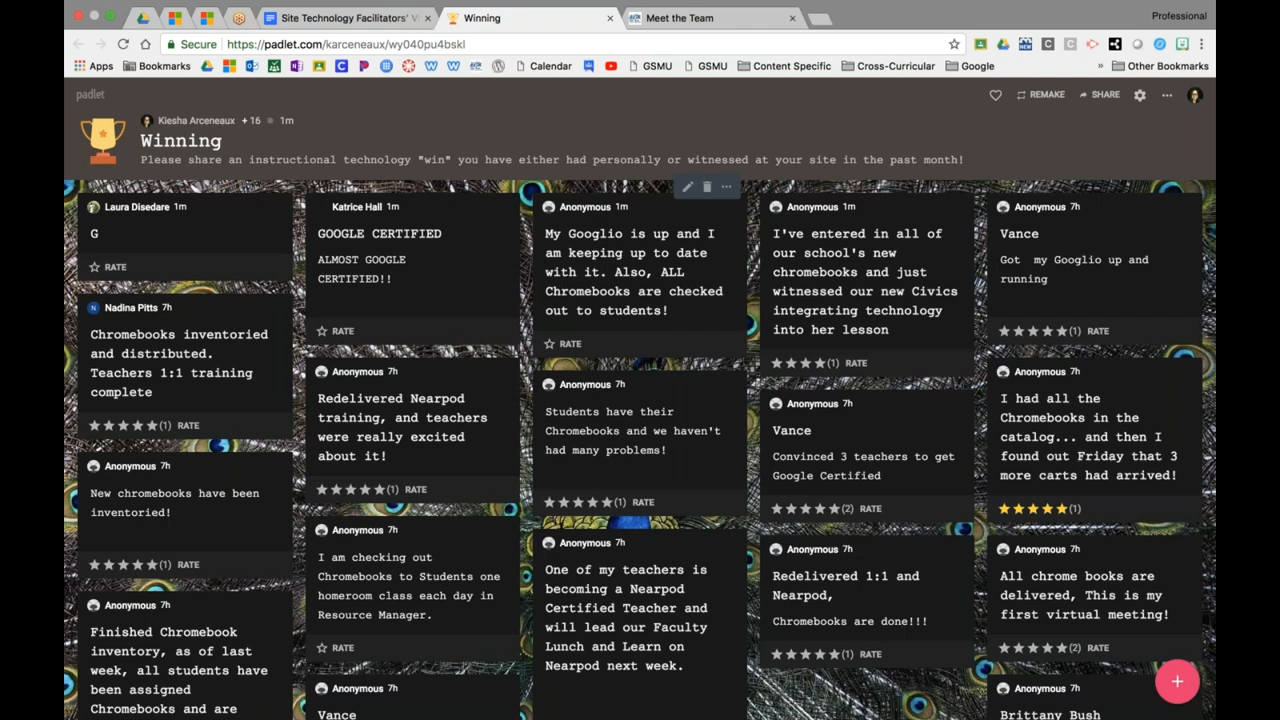 Site Technology Facilitators' V
Winning
Meet the Team
Professional
Secure
https://padlet.com/karceneaux/wy040pu4bskl
Apps
Bookmarks
Calendar
GSMU
GSMU
Content Specific
Cross-Curricular
Google
»
Other Bookmarks
padlet
REMAKE
SHARE
Kiesha Arceneaux +16 1m
Winning
Please share an instructional technology "win" you have either had personally or witnessed at your site in the past month!
Laura Disedare 1m
G
RATE
N Nadina Pitts 7h
Chromebooks inventoried
and distributed.
Teachers 1:1 training
complete
(1) RATE
Anonymous 7h
New chromebooks have been
inventoried!
(1) RATE
Anonymous 7h
Finished Chromebook
inventory, as of last
week, all students have
been assigned
Chromebooks and are
Katrice Hall 1m
GOOGLE CERTIFIED
ALMOST GOOGLE
CERTIFIED!!
RATE
Anonymous 7h
Redelivered Nearpod
training, and teachers
were really excited
about it!
(1) RATE
Anonymous 7h
I am checking out
Chromebooks to Students one
homeroom class each day in
Resource Manager.
RATE
Anonymous 7h
Vance
Anonymous 1m
My Googlio is up and I
am keeping up to date
with it. Also, ALL
Chromebooks are checked
out to students!
RATE
Anonymous 7h
Students have their
Chromebooks and we haven't
had many problems!
(1) RATE
Anonymous 7h
One of my teachers is
becoming a Nearpod
Certified Teacher and
will lead our Faculty
Lunch and Learn on
Nearpod next week.
Anonymous 1m
I've entered in all of
our school's new
chromebooks and just
witnessed our new Civics
integrating technology
into her lesson
(1) RATE
Anonymous 7h
Vance
Convinced 3 teachers to get
Google Certified
(2) RATE
Anonymous 7h
Redelivered 1:1 and
Nearpod,
Chromebooks are done!!!
(1) RATE
Anonymous 7h
Vance
Got my Googlio up and
running
(1) RATE
Anonymous 7h
I had all the
Chromebooks in the
catalog... and then I
found out Friday that 3
more carts had arrived!
(1)
Anonymous 7h
All chrome books are
delivered, This is my
first virtual meeting!
(2) RATE
Anonymous 7h
Brittany Bush